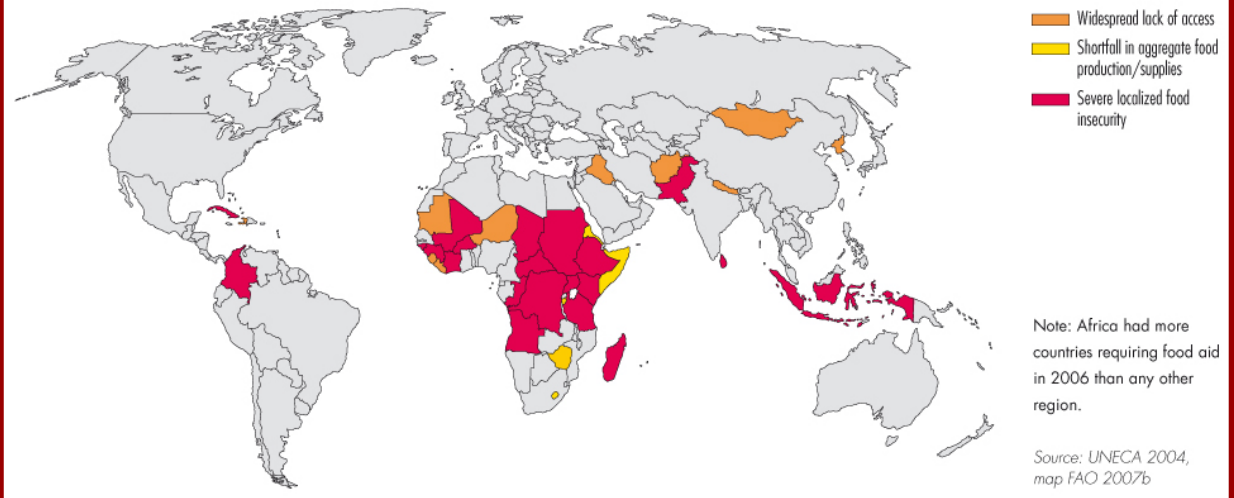 Widespread lack of access
Shortfall in aggregate food
production/supplies
Severe localized food
insecurity
Note: Africa had more
countries requiring food aid
in 2006 than any other
region.
Source: UNECA 2004,
map FAO 2007b